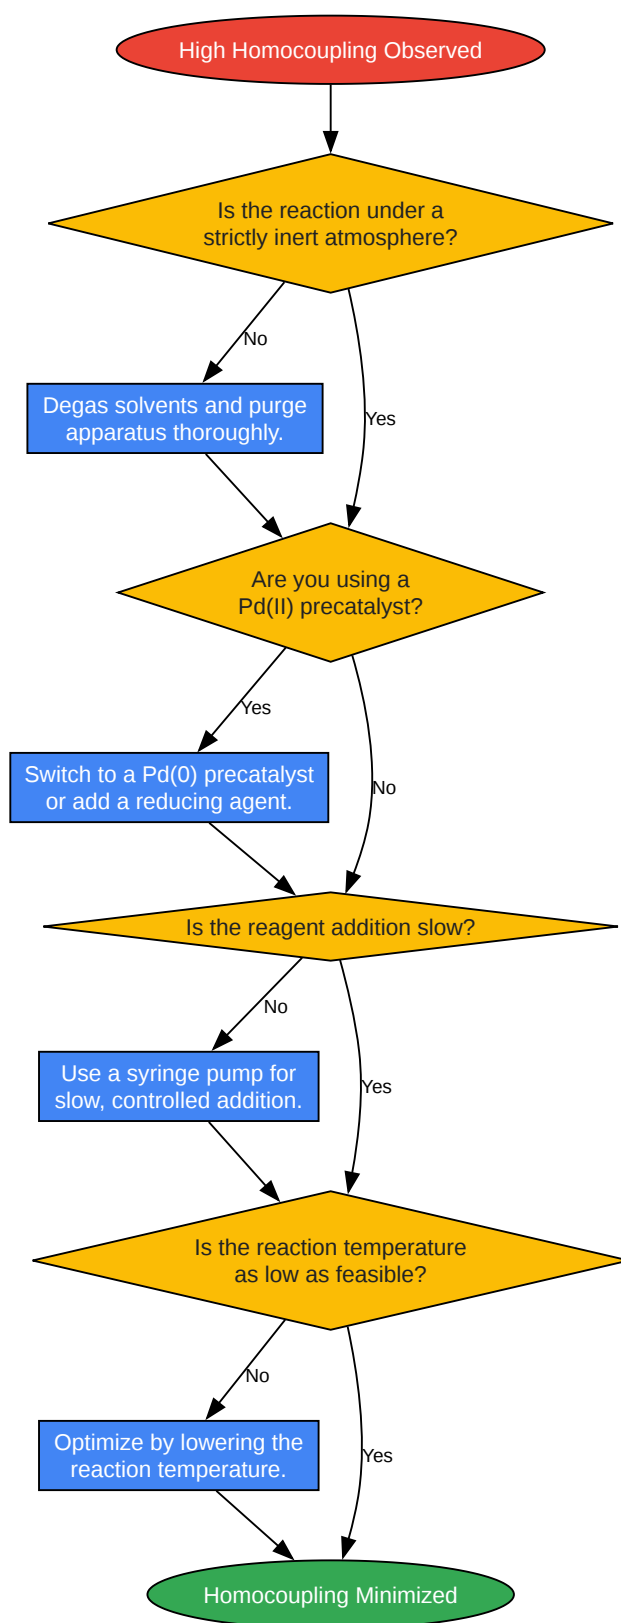 High Homocoupling Observed
Is the reaction under a
strictly inert atmosphere?
No
Degas solvents and purge
apparatus thoroughly.
Yes
Are you using a
Pd(II) precatalyst?
Yes
Switch to a Pd(0) precatalyst
or add a reducing agent.
No
Is the reagent addition slow?
No
Use a syringe pump for
slow, controlled addition.
Yes
Is the reaction temperature
as low as feasible?
No
Optimize by lowering the
reaction temperature.
Yes
Homocoupling Minimized